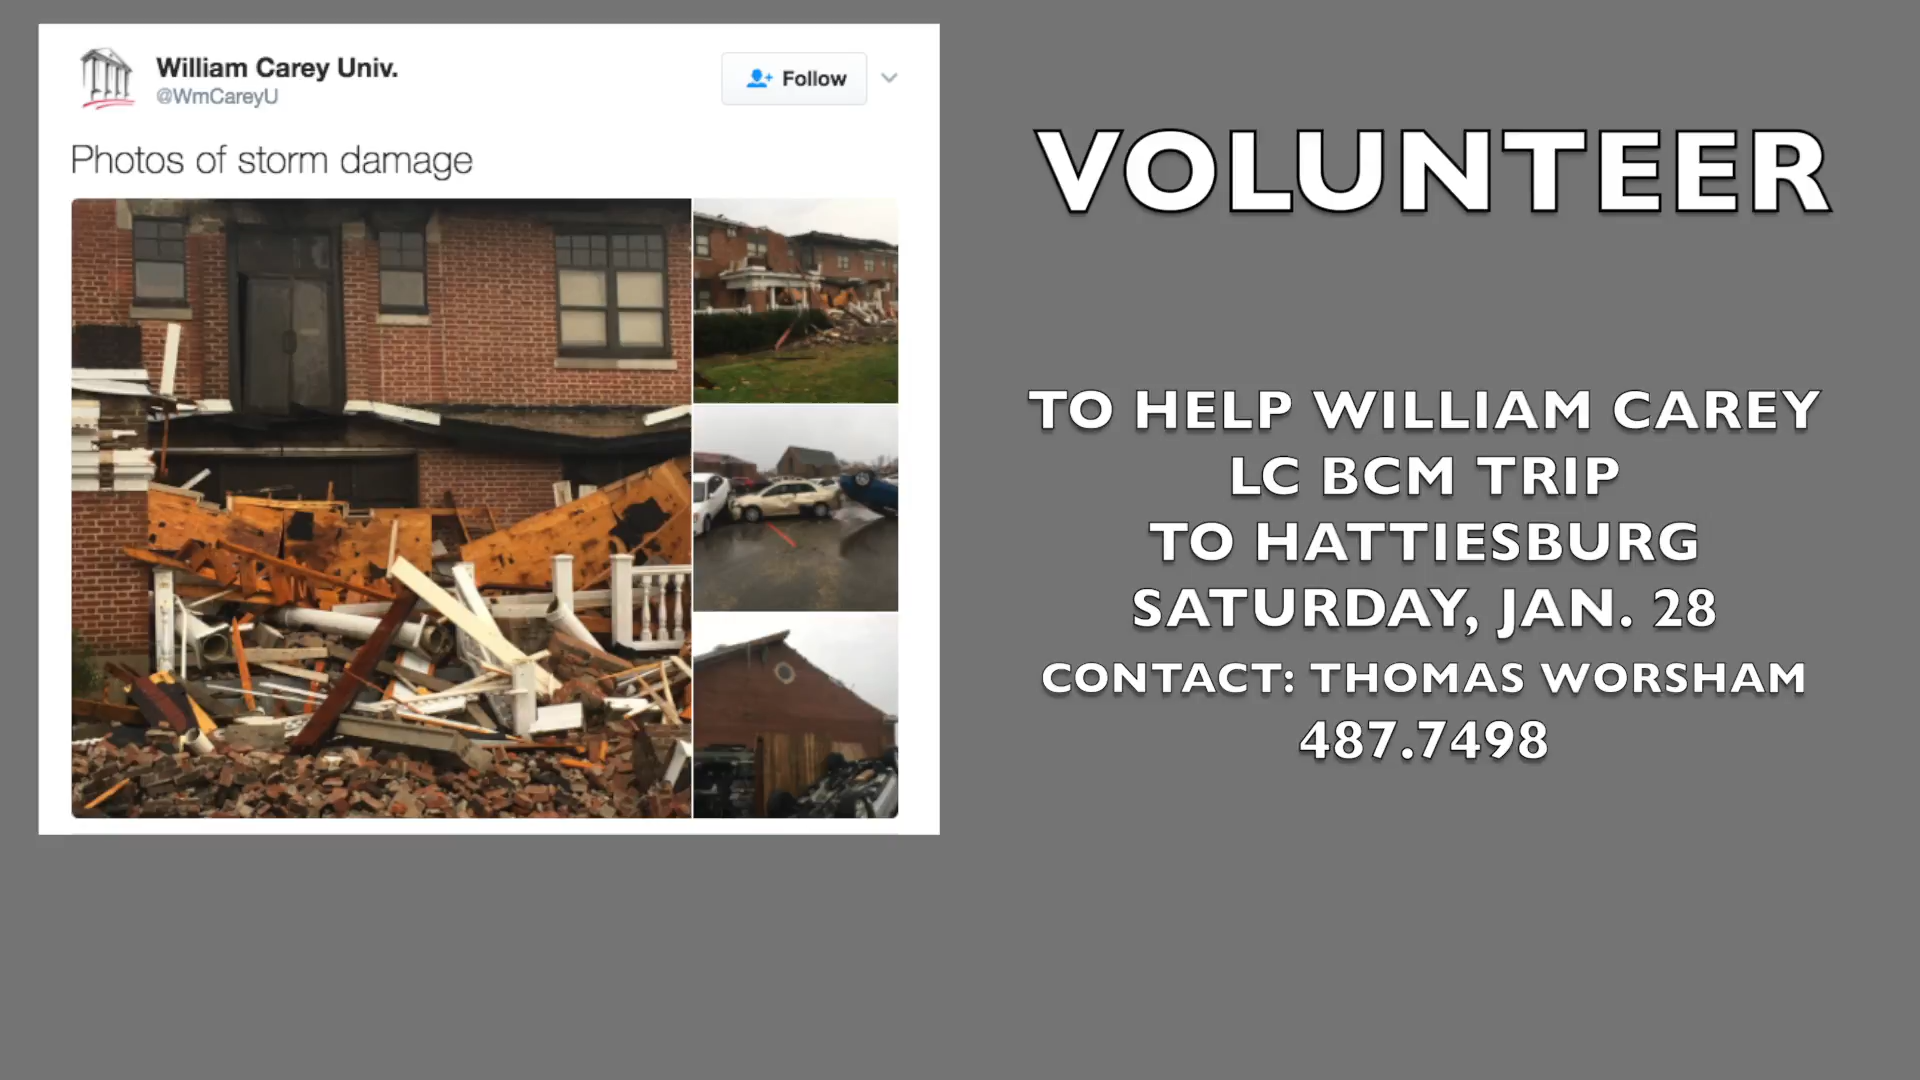 William Carey Univ.
@WmCareyU
Follow
Photos of storm damage
VOLUNTEER
TO HELP WILLIAM CAREY
LC BCM TRIP
TO HATTIESBURG
SATURDAY, JAN. 28
CONTACT: THOMAS WORSHAM
487.7498